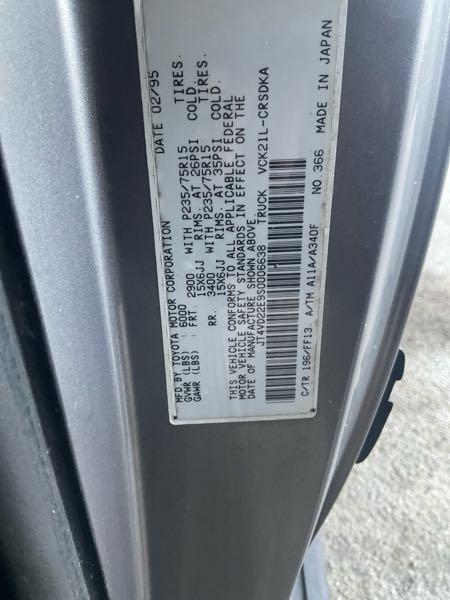 MFD. BY TOYOTA MOTOR CORPORATION DATE 02/95
GVWR (LBS) : 6000
GAWR (LBS) : FRT. 2900 WITH P235/75R15 TIRES.
15X6JJ RIMS. AT 26PSI COLD.
RR. 3400 WITH P235/75R15 TIRES.
15X6JJ RIMS. AT 35PSI COLD.
THIS VEHICLE CONFORMS TO ALL APPLICABLE FEDERAL
MOTOR VEHICLE SAFETY STANDARDS IN EFFECT ON THE
DATE OF MANUFACTURE SHOWN ABOVE.
JT4VD22E9S0006638 TRUCK VCK21L-CRSDKA
C/TR 196/FF13. A/TM A11A/A340F NO.366 MADE IN JAPAN